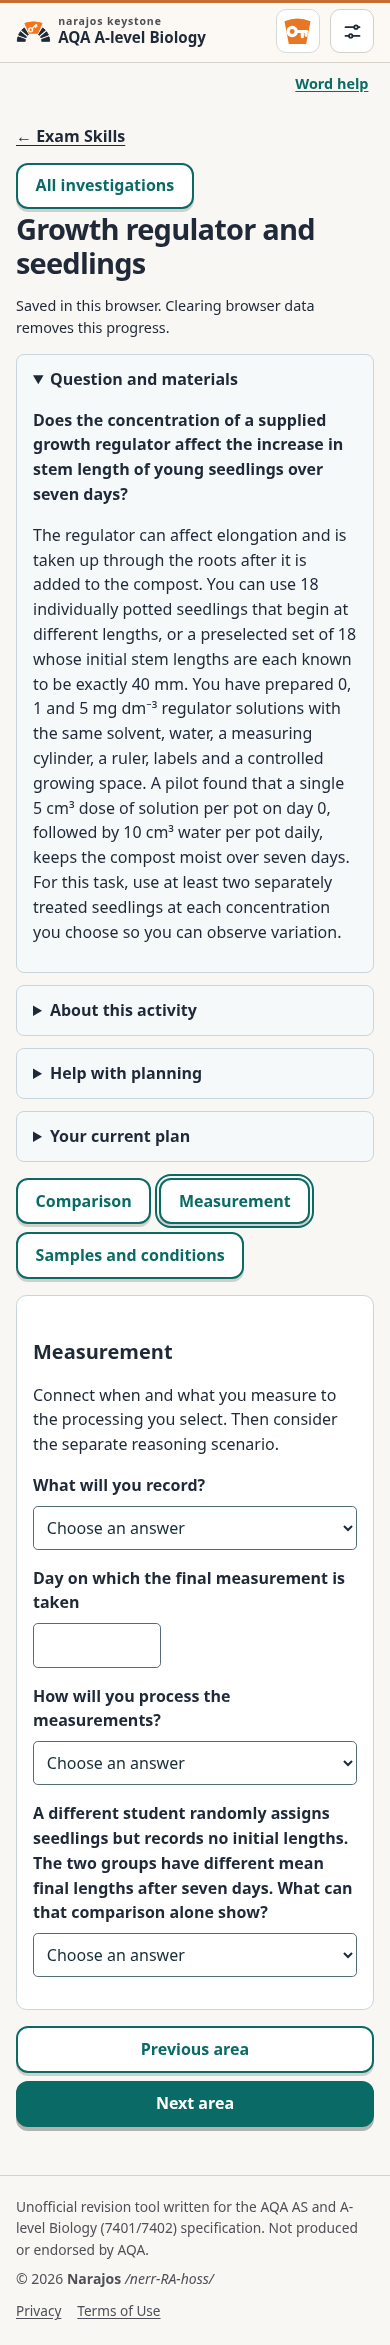 narajos keystone
AQA A-level Biology
Word help
← Exam Skills
All investigations
Growth regulator and
seedlings
Saved in this browser. Clearing browser data
removes this progress.
▼ Question and materials
Does the concentration of a supplied
growth regulator affect the increase in
stem length of young seedlings over
seven days?
The regulator can affect elongation and is
taken up through the roots after it is
added to the compost. You can use 18
individually potted seedlings that begin at
different lengths, or a preselected set of 18
whose initial stem lengths are each known
to be exactly 40 mm. You have prepared 0,
1 and 5 mg dm⁻³ regulator solutions with
the same solvent, water, a measuring
cylinder, a ruler, labels and a controlled
growing space. A pilot found that a single
5 cm³ dose of solution per pot on day 0,
followed by 10 cm³ water per pot daily,
keeps the compost moist over seven days.
For this task, use at least two separately
treated seedlings at each concentration
you choose so you can observe variation.
▶ About this activity
▶ Help with planning
▶ Your current plan
Comparison
Measurement
Samples and conditions
Measurement
Connect when and what you measure to
the processing you select. Then consider
the separate reasoning scenario.
What will you record?
Choose an answer
Day on which the final measurement is
taken
How will you process the
measurements?
Choose an answer
A different student randomly assigns
seedlings but records no initial lengths.
The two groups have different mean
final lengths after seven days. What can
that comparison alone show?
Choose an answer
Previous area
Next area
Unofficial revision tool written for the AQA AS and A-
level Biology (7401/7402) specification. Not produced
or endorsed by AQA.
© 2026 Narajos /nerr-RA-hoss/
Privacy Terms of Use